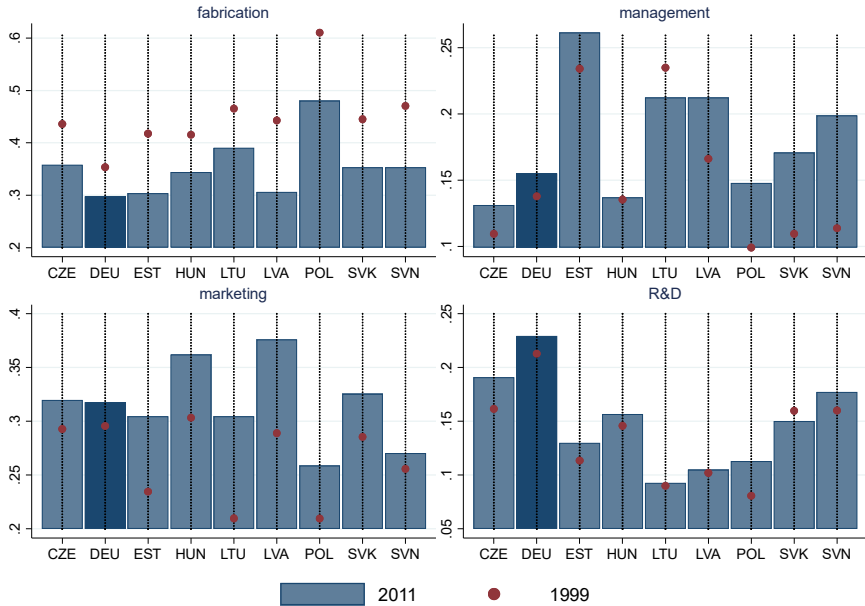 fabrication
.6
.5
.4
.3
.2
CZE DEU EST HUN LTU LVA POL SVK SVN
management
.25
.2
.15
.1
CZE DEU EST HUN LTU LVA POL SVK SVN
marketing
.4
.35
.3
.25
.2
CZE DEU EST HUN LTU LVA POL SVK SVN
R&D
.25
.2
.15
.1
.05
CZE DEU EST HUN LTU LVA POL SVK SVN
2011 1999